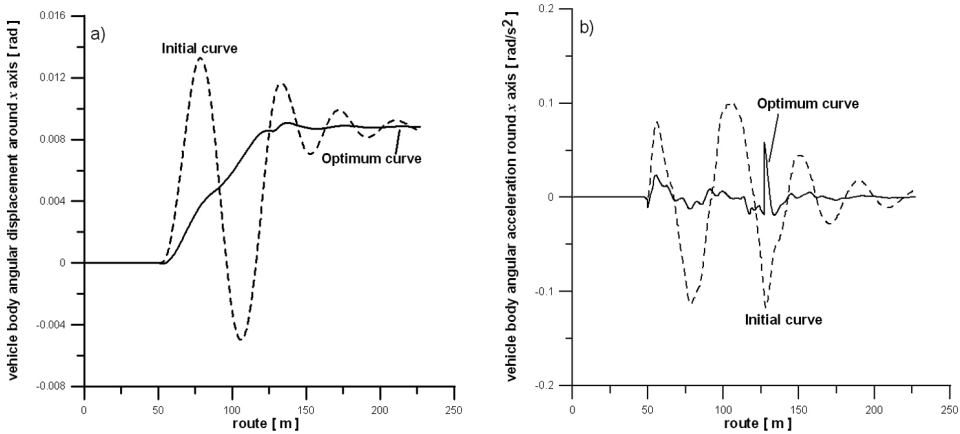 a)
vehicle body angular displacement around x axis [ rad ]
0.016
0.012
0.008
0.004
0
-0.004
-0.008
Initial curve
Optimum curve
0
50
100
150
200
250
route [ m ]
b)
vehicle body angular acceleration round x axis [ rad/s²]
0.2
0.1
0
-0.1
-0.2
Optimum curve
Initial curve
0
50
100
150
200
250
route [ m ]